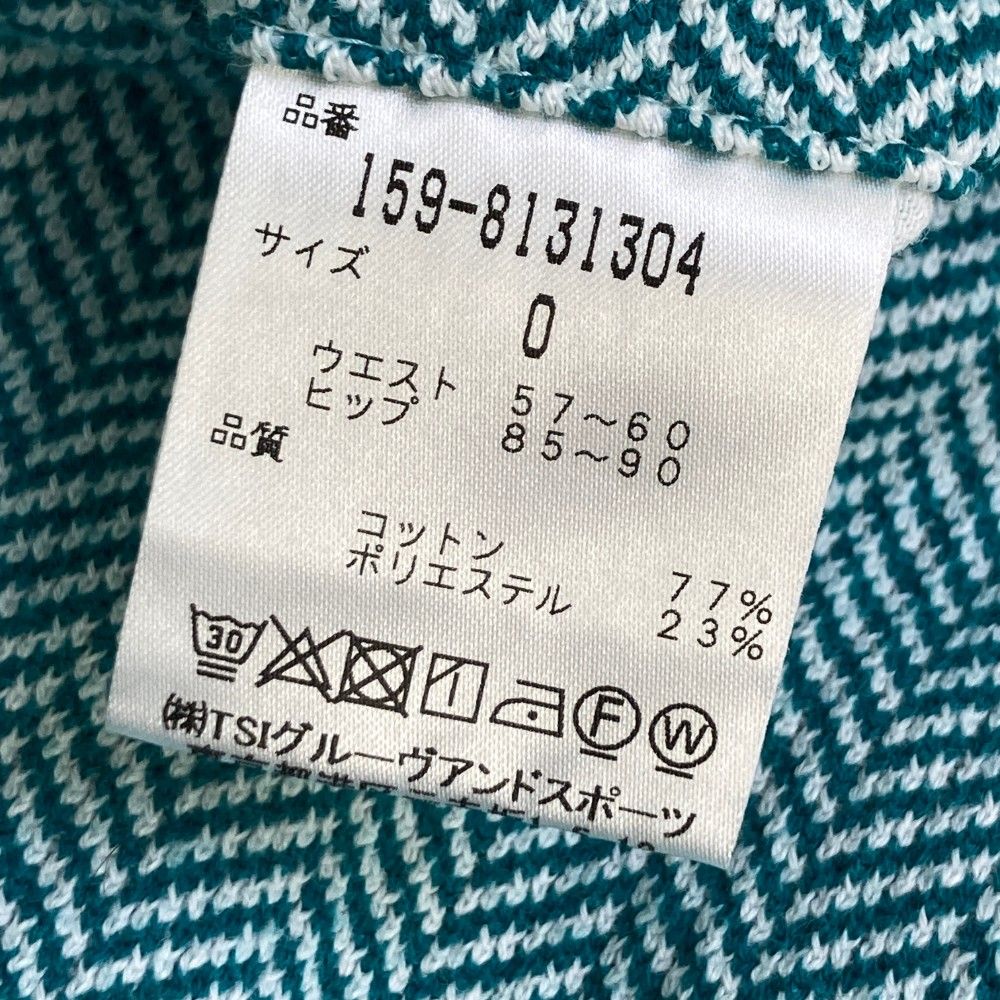 品番
159-8131304
サイズ
0
ウエスト 57～60
ヒップ 85～90
品質
コットン 77%
ポリエステル 23%
30
F W
㈱TSIグルーヴアンドスポーツ